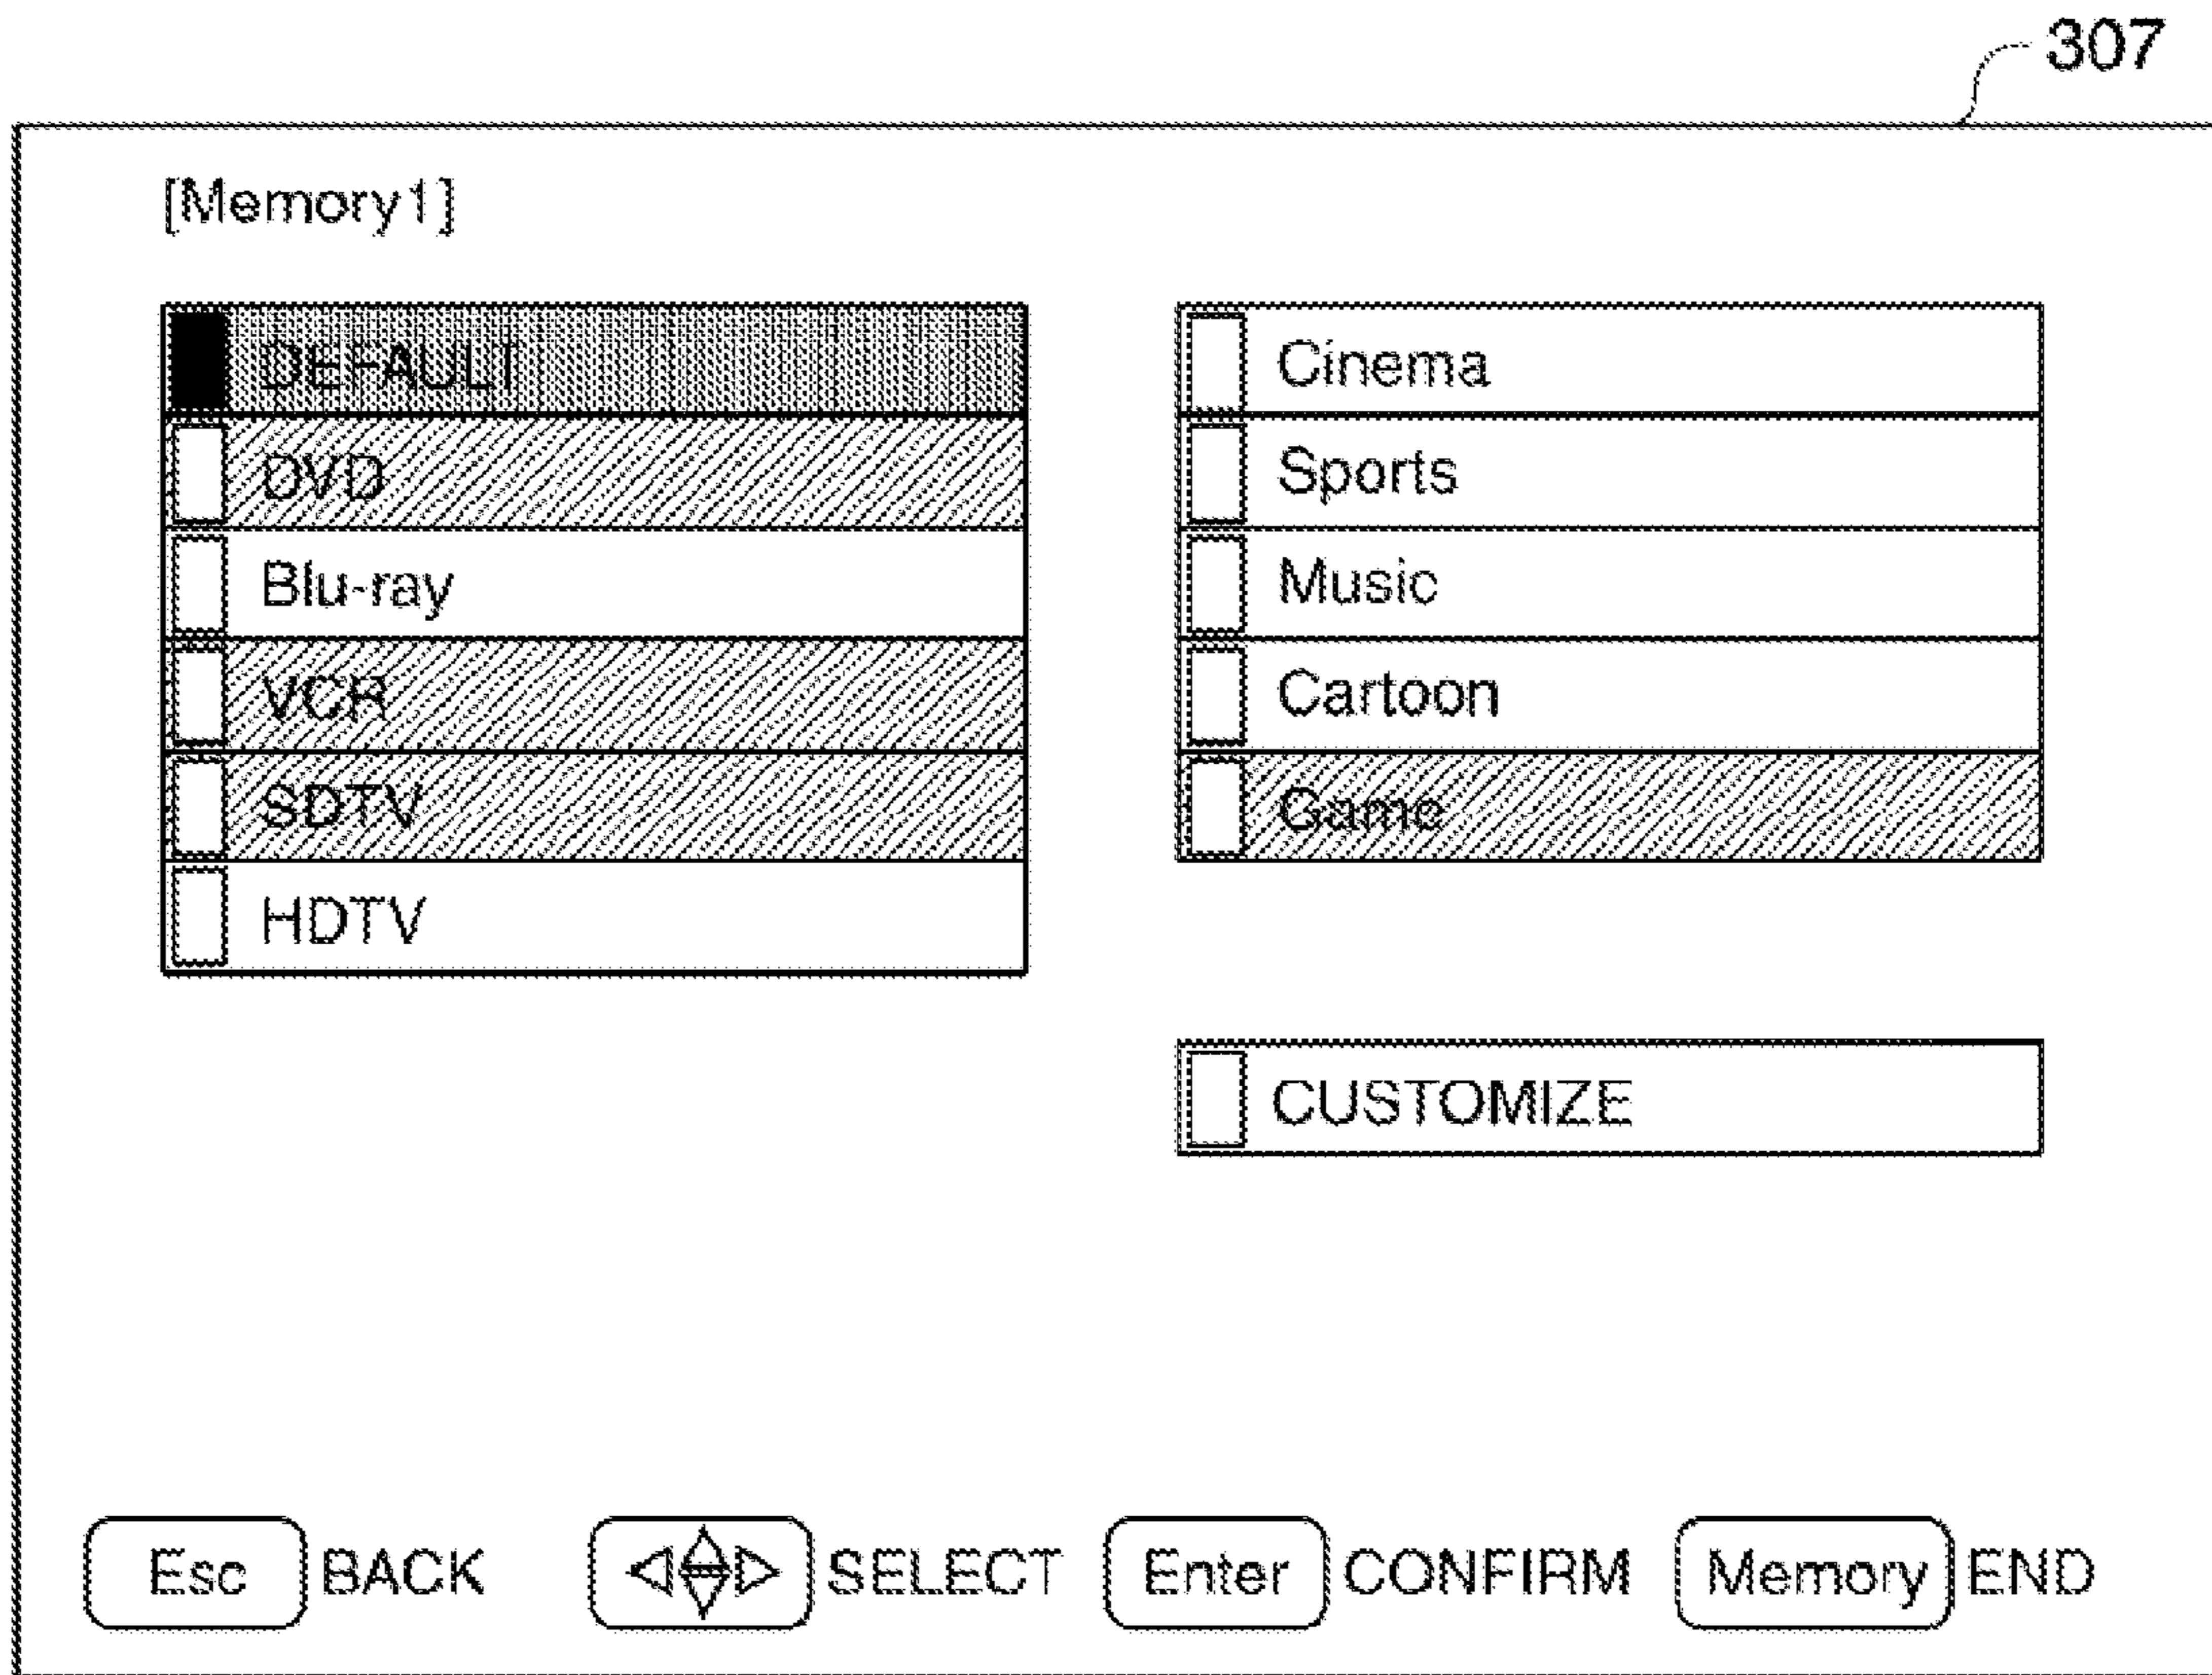 307
[Memory1]
DEFAULT
DVD
Blu-ray
VCR
SDTV
HDTV
Cinema
Sports
Music
Cartoon
Game
CUSTOMIZE
Esc BACK SELECT Enter CONFIRM Memory END